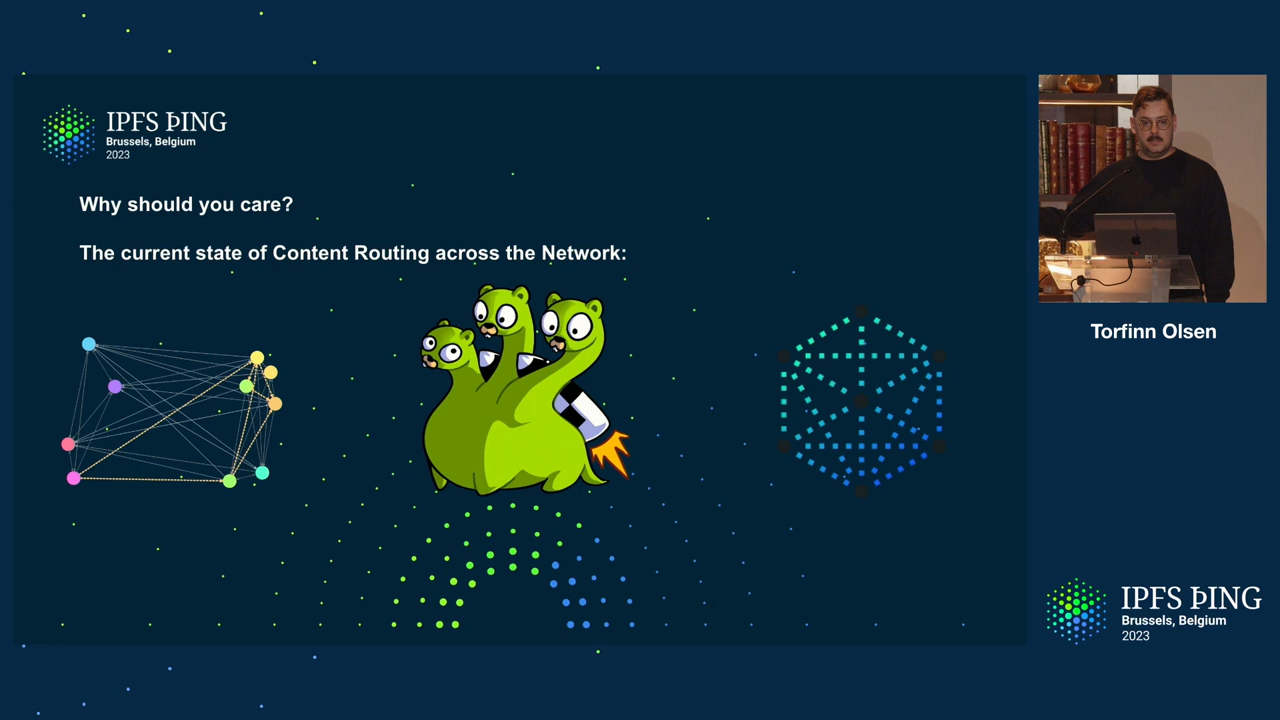 IPFS ÞING
Brussels, Belgium
2023
Why should you care?
The current state of Content Routing across the Network:
Torfinn Olsen
IPFS ÞING
Brussels, Belgium
2023